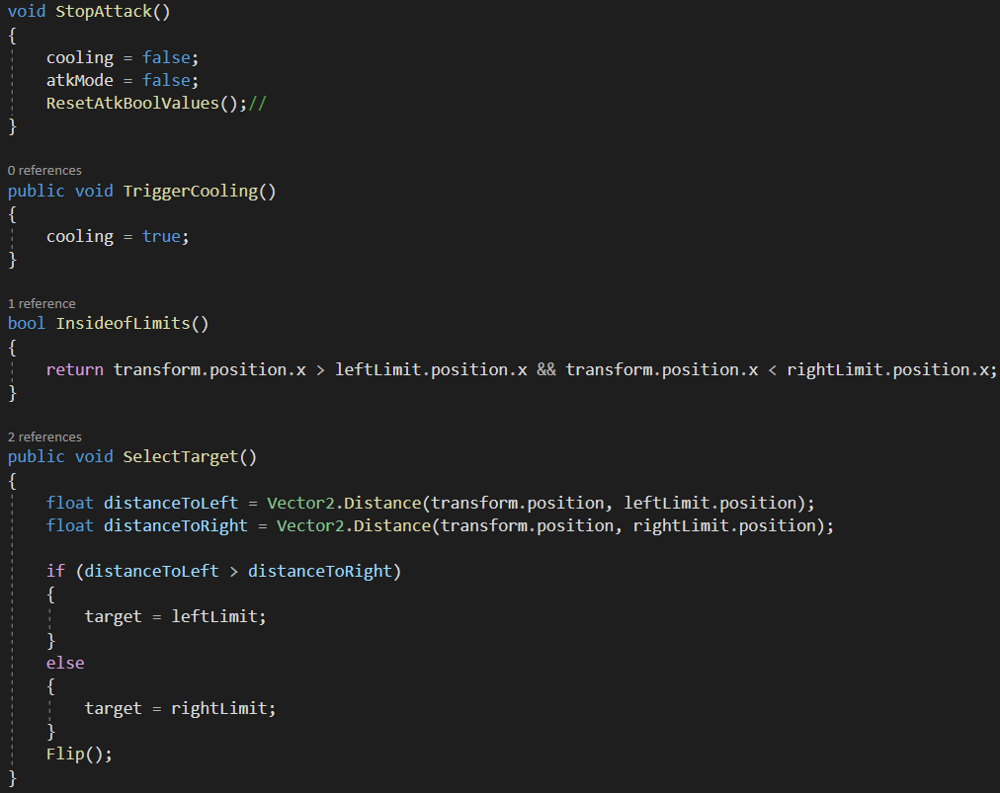 void StopAttack()
{
    cooling = false;
    atkMode = false;
    ResetAtkBoolValues();//
}
0 references
public void TriggerCooling()
{
    cooling = true;
}
1 reference
bool InsideofLimits()
{
    return transform.position.x > leftLimit.position.x && transform.position.x < rightLimit.position.x;
}
2 references
public void SelectTarget()
{
    float distanceToLeft = Vector2.Distance(transform.position, leftLimit.position);
    float distanceToRight = Vector2.Distance(transform.position, rightLimit.position);
    if (distanceToLeft > distanceToRight)
    {
        target = leftLimit;
    }
    else
    {
        target = rightLimit;
    }
    Flip();
}